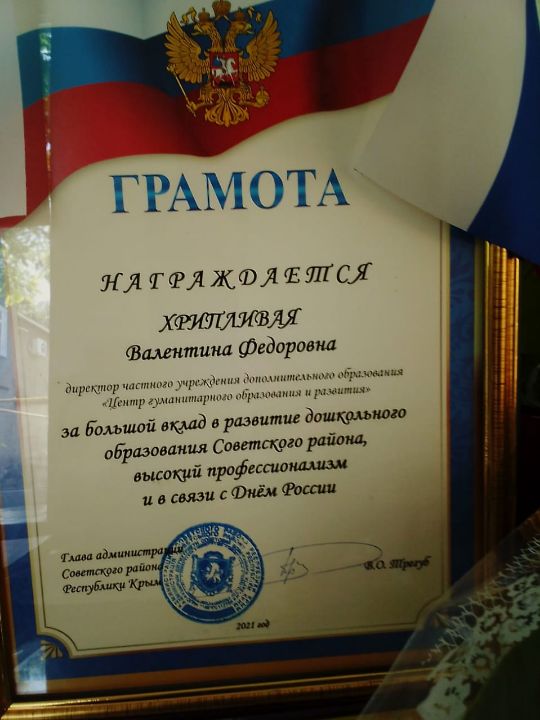 ГРАМОТА
НАГРАЖДАЕТСЯ
ХРИПЛИВАЯ
Валентина Федоровна
директор частного учреждения дополнительного образования
«Центр гуманитарного образования и развития»
за большой вклад в развитие дошкольного
образования Советского района,
высокий профессионализм
и в связи с Днём России
Глава администрации
Советского района
Республики Крым
В.О. Трегуб
2021 год